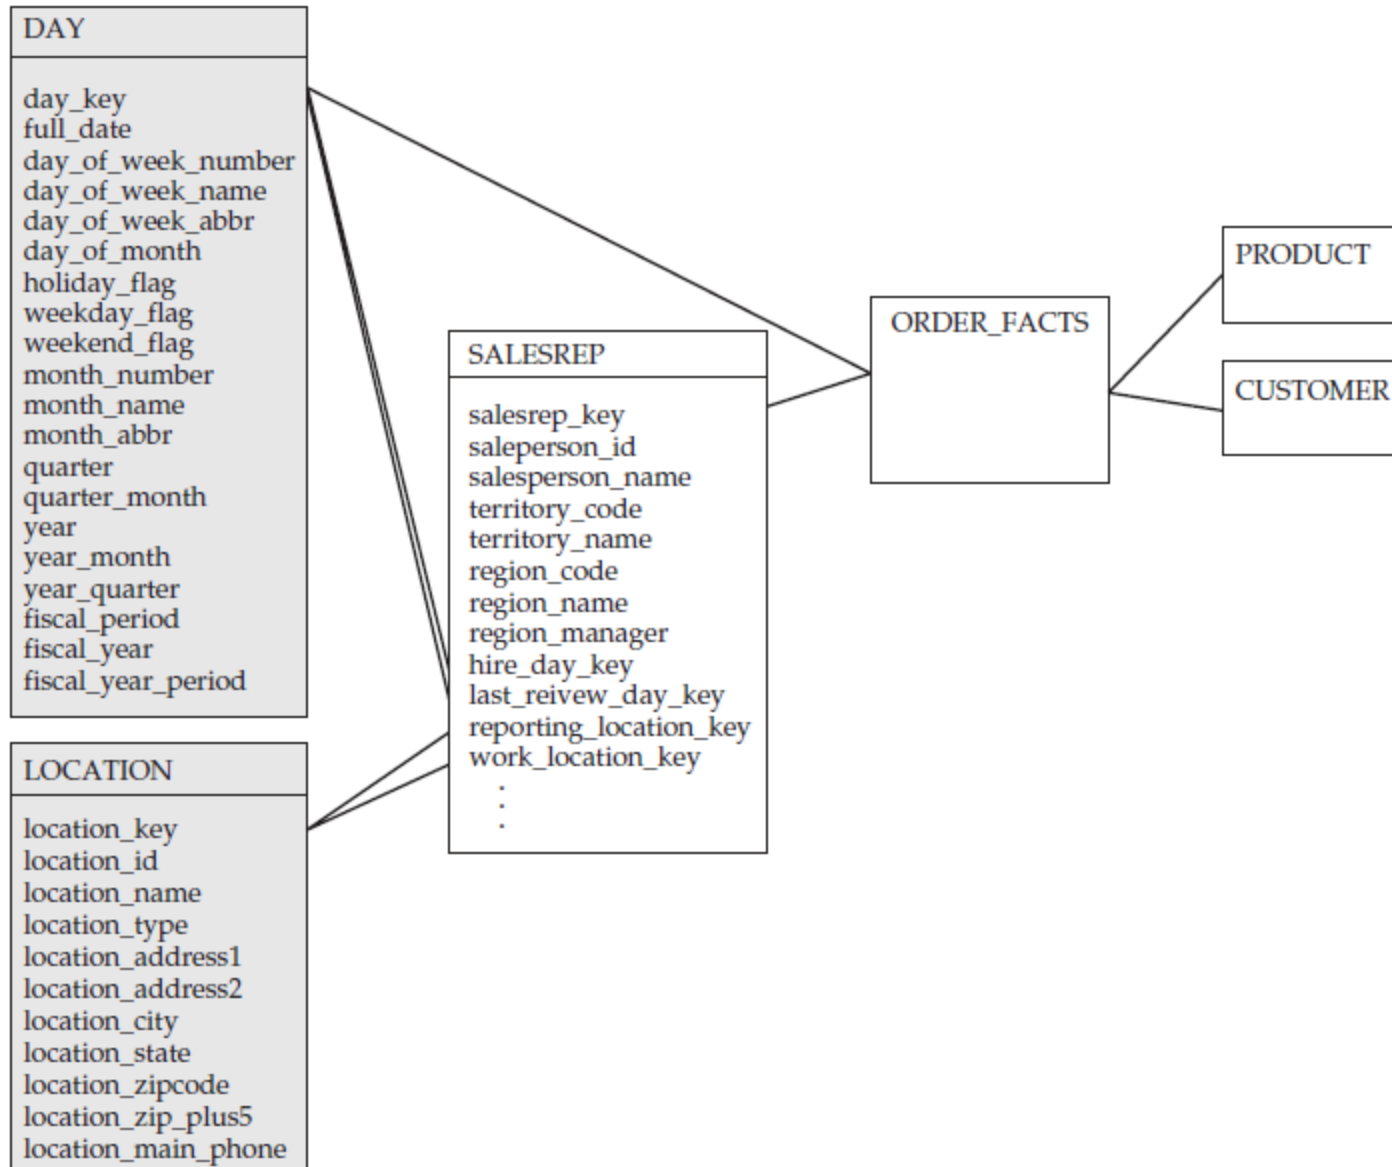 DAY
day_key
full_date
day_of_week_number
day_of_week_name
day_of_week_abbr
day_of_month
holiday_flag
weekday_flag
weekend_flag
month_number
month_name
month_abbr
quarter
quarter_month
year
year_month
year_quarter
fiscal_period
fiscal_year
fiscal_year_period
LOCATION
location_key
location_id
location_name
location_type
location_address1
location_address2
location_city
location_state
location_zipcode
location_zip_plus5
location_main_phone
SALESREP
salesrep_key
saleperson_id
salesperson_name
territory_code
territory_name
region_code
region_name
region_manager
hire_day_key
last_reivew_day_key
reporting_location_key
work_location_key
ORDER_FACTS
PRODUCT
CUSTOMER